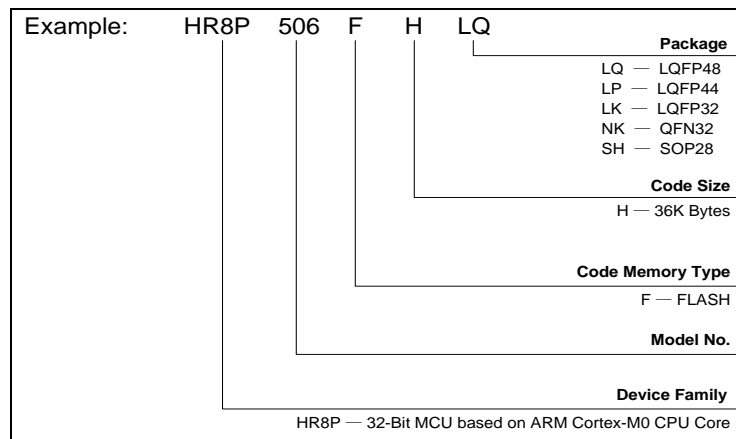 Example: HR8P 506 F H LQ
Package
LQ — LQFP48
LP — LQFP44
LK — LQFP32
NK — QFN32
SH — SOP28
Code Size
H — 36K Bytes
Code Memory Type
F — FLASH
Model No.
Device Family
HR8P — 32-Bit MCU based on ARM Cortex-M0 CPU Core